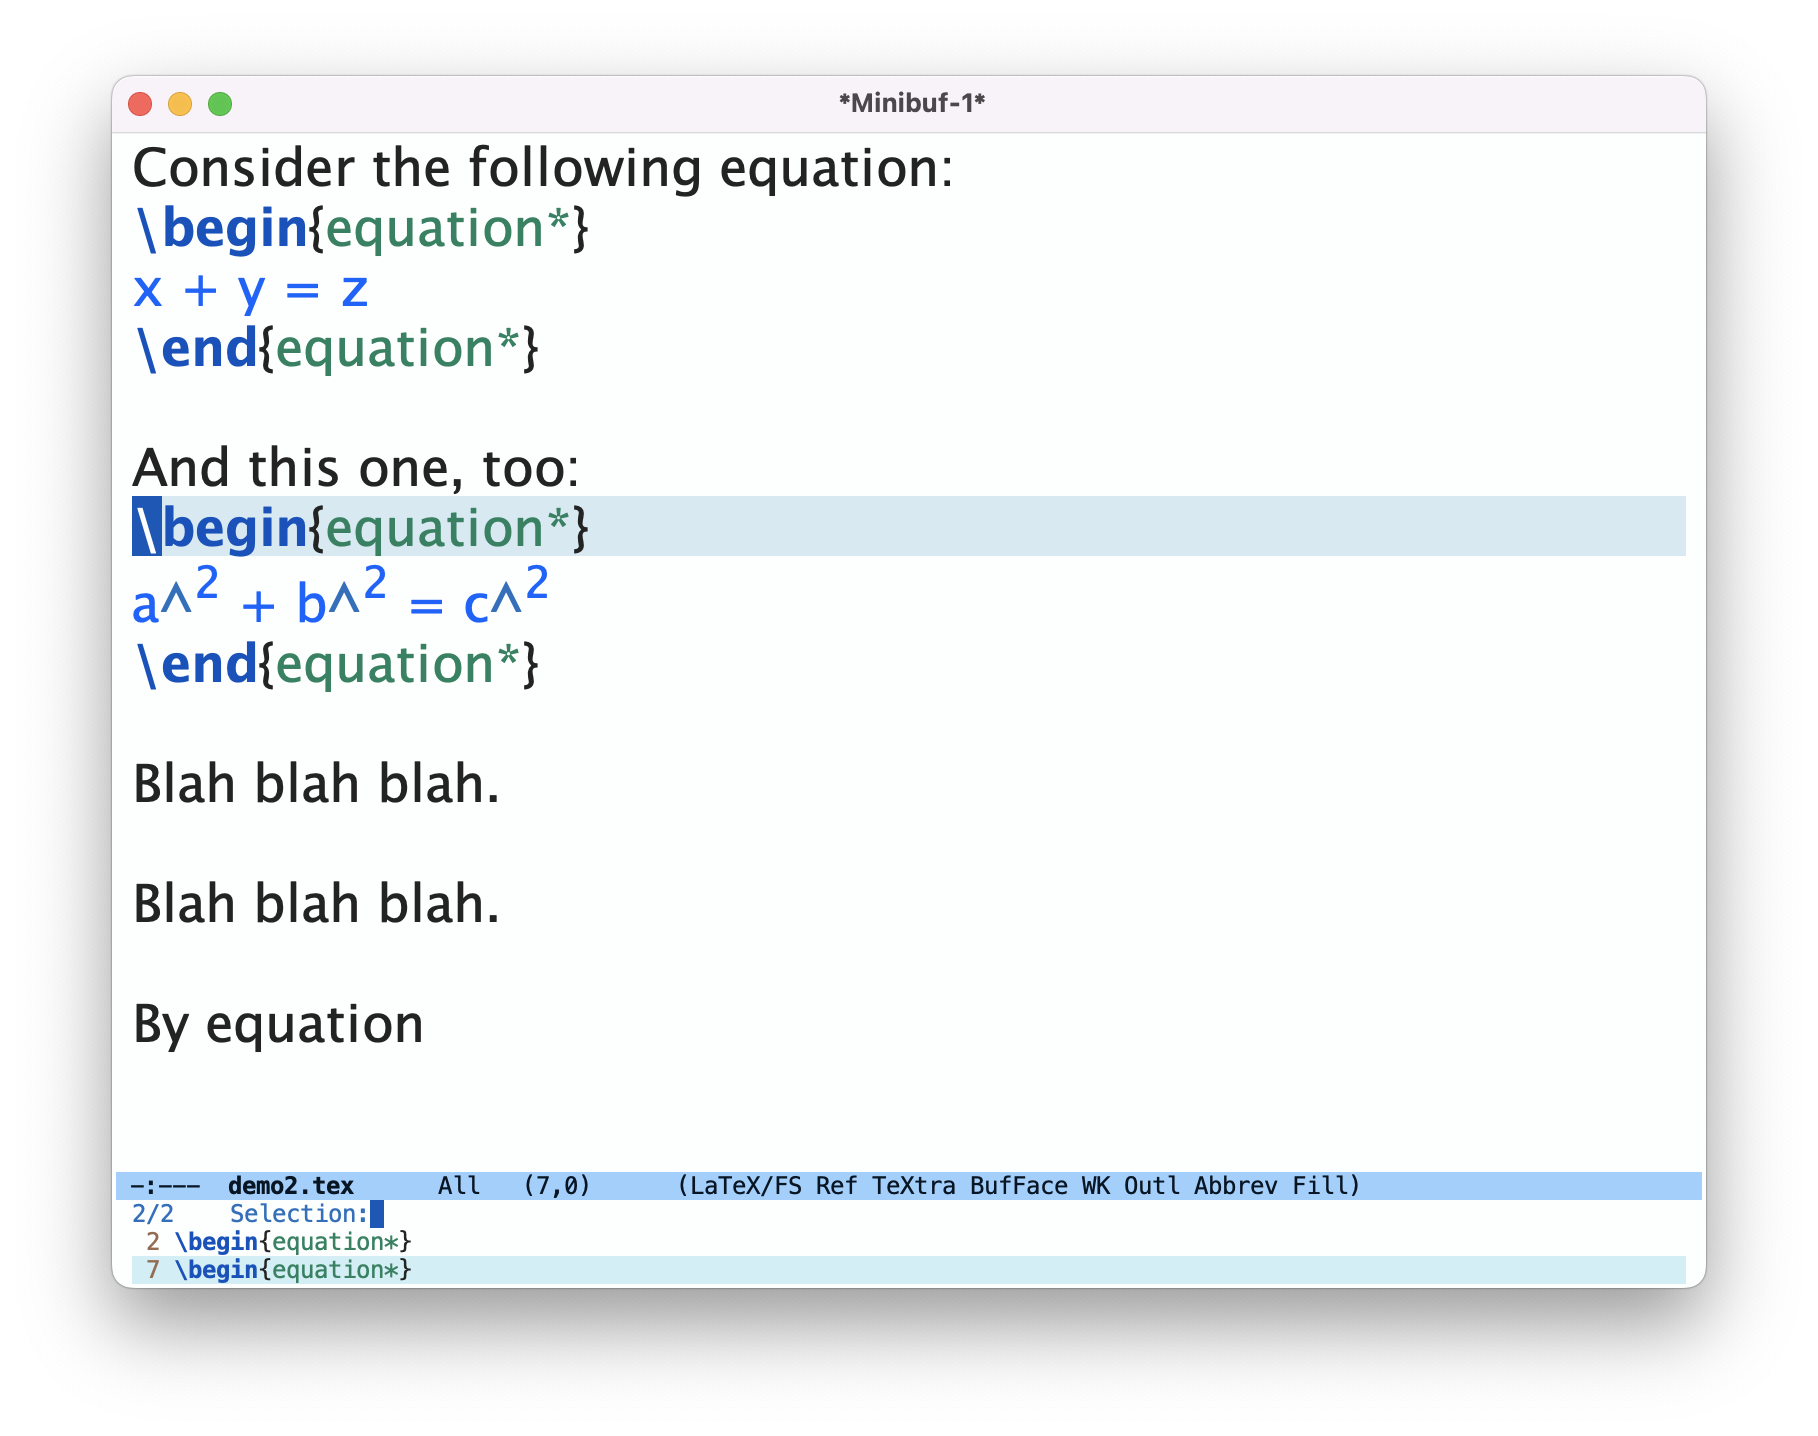 *Minibuf-1*
Consider the following equation:
\begin{equation*}
x + y = z
\end{equation*}
And this one, too:
\begin{equation*}
a^2 + b^2 = c^2
\end{equation*}
Blah blah blah.
Blah blah blah.
By equation
-:---  demo2.tex      All   (7,0)      (LaTeX/FS Ref TeXtra BufFace WK Outl Abbrev Fill)
2/2    Selection:
2 \begin{equation*}
7 \begin{equation*}